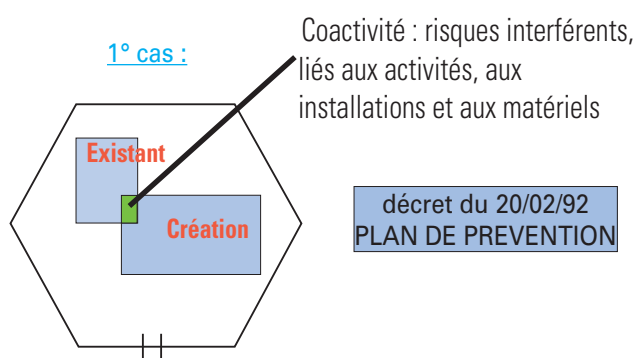 1° cas :
Coactivité : risques interférents,
liés aux activités, aux
installations et aux matériels
Existant
Création
décret du 20/02/92
PLAN DE PREVENTION